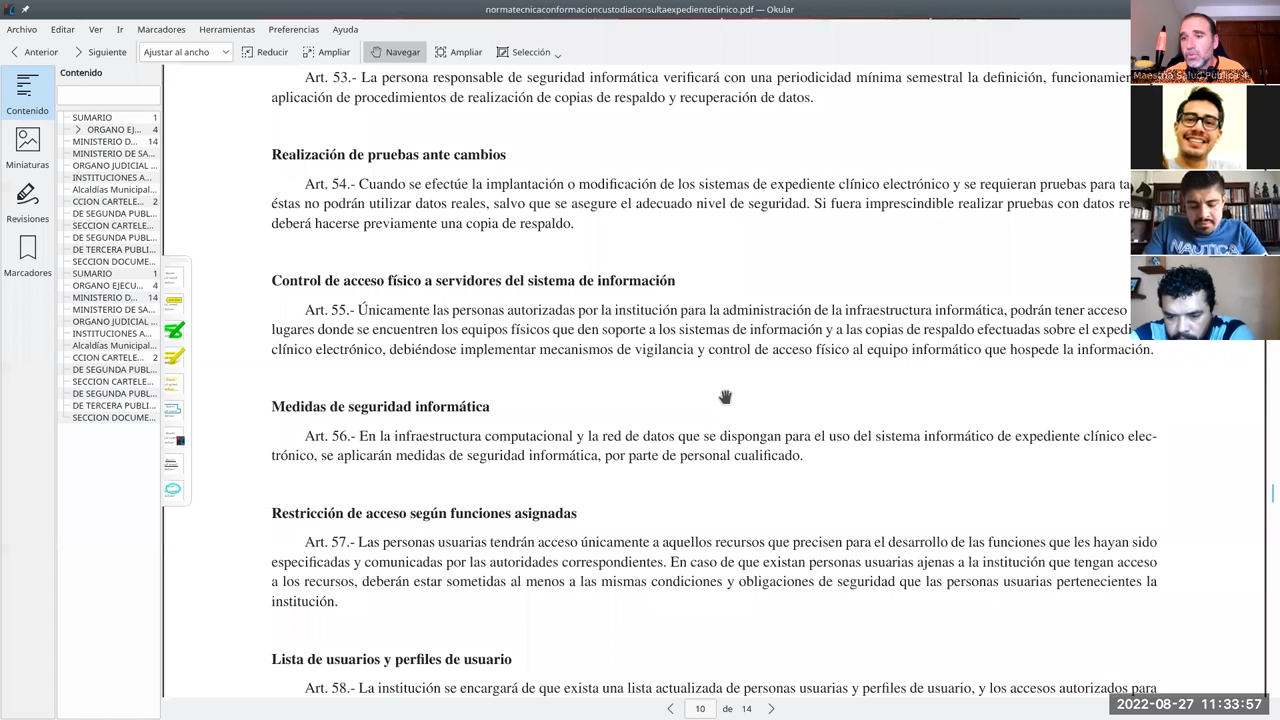 normatecnicaconformacioncustodiaconsultaexpedienteclinico.pdf — Okular
Archivo Editar Ver Ir Marcadores Herramientas Preferencias Ayuda
Anterior Siguiente Ajustar al ancho Reducir Ampliar Navegar Ampliar Selección
Contenido
Contenido
Miniaturas
Revisiones
Marcadores
SUMARIO 1
ORGANO EJ... 4
MINISTERIO D... 14
MINISTERIO DE SA...
ORGANO JUDICIAL ...
INSTITUCIONES A...
Alcaldías Municipal...
CCION CARTELE... 2
DE SEGUNDA PUBL...
SECCION CARTELE...
DE SEGUNDA PUBL...
DE TERCERA PUBLI...
SECCION DOCUME...
SUMARIO 1
ORGANO EJECU... 4
MINISTERIO D... 14
MINISTERIO DE SA...
ORGANO JUDICIAL ...
INSTITUCIONES A...
Alcaldías Municipal...
CCION CARTELE... 2
DE SEGUNDA PUBL...
SECCION CARTELE...
DE SEGUNDA PUBL...
DE TERCERA PUBLI...
SECCION DOCUME...
Art. 53.- La persona responsable de seguridad informática verificará con una periodicidad mínima semestral la definición, funcionamien
aplicación de procedimientos de realización de copias de respaldo y recuperación de datos.
Realización de pruebas ante cambios
Art. 54.- Cuando se efectúe la implantación o modificación de los sistemas de expediente clínico electrónico y se requieran pruebas para ta
éstas no podrán utilizar datos reales, salvo que se asegure el adecuado nivel de seguridad. Si fuera imprescindible realizar pruebas con datos re
deberá hacerse previamente una copia de respaldo.
Control de acceso físico a servidores del sistema de información
Art. 55.- Únicamente las personas autorizadas por la institución para la administración de la infraestructura informática, podrán tener acceso
lugares donde se encuentren los equipos físicos que den soporte a los sistemas de información y a las copias de respaldo efectuadas sobre el expedi
clínico electrónico, debiéndose implementar mecanismos de vigilancia y control de acceso físico al equipo informático que hospede la información.
Medidas de seguridad informática
Art. 56.- En la infraestructura computacional y la red de datos que se dispongan para el uso del sistema informático de expediente clínico elec-
trónico, se aplicarán medidas de seguridad informática, por parte de personal cualificado.
Restricción de acceso según funciones asignadas
Art. 57.- Las personas usuarias tendrán acceso únicamente a aquellos recursos que precisen para el desarrollo de las funciones que les hayan sido
especificadas y comunicadas por las autoridades correspondientes. En caso de que existan personas usuarias ajenas a la institución que tengan acceso
a los recursos, deberán estar sometidas al menos a las mismas condiciones y obligaciones de seguridad que las personas usuarias pertenecientes la
institución.
Lista de usuarios y perfiles de usuario
Art. 58.- La institución se encargará de que exista una lista actualizada de personas usuarias y perfiles de usuario, y los accesos autorizados para
10 de 14
Maestría Salud Pública 4
NAUTICA
2022-08-27 11:33:57